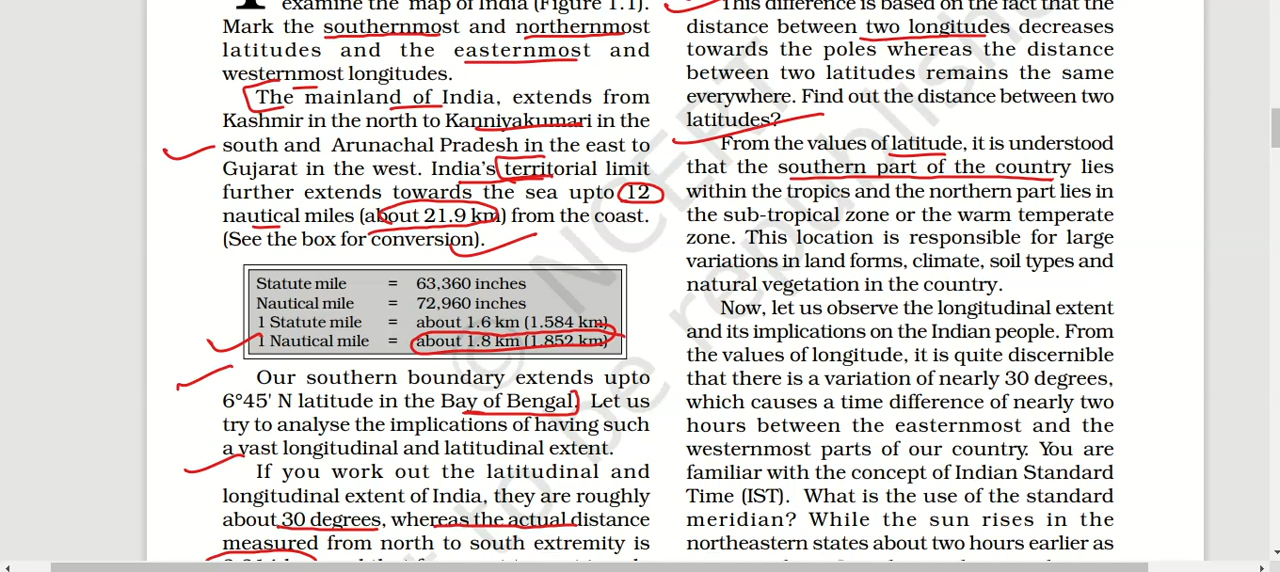 examine the map of India (Figure 1.1).
Mark the southernmost and northernmost
latitudes and the easternmost and
westernmost longitudes.
The mainland of India, extends from
Kashmir in the north to Kanniyakumari in the
south and Arunachal Pradesh in the east to
Gujarat in the west. India's territorial limit
further extends towards the sea upto 12
nautical miles (about 21.9 km) from the coast.
(See the box for conversion).
Statute mile = 63,360 inches
Nautical mile = 72,960 inches
1 Statute mile = about 1.6 km (1.584 km)
1 Nautical mile = about 1.8 km (1.852 km)
Our southern boundary extends upto
6°45' N latitude in the Bay of Bengal. Let us
try to analyse the implications of having such
a vast longitudinal and latitudinal extent.
If you work out the latitudinal and
longitudinal extent of India, they are roughly
about 30 degrees, whereas the actual distance
measured from north to south extremity is
This difference is based on the fact that the
distance between two longitudes decreases
towards the poles whereas the distance
between two latitudes remains the same
everywhere. Find out the distance between two
latitudes?
From the values of latitude, it is understood
that the southern part of the country lies
within the tropics and the northern part lies in
the sub-tropical zone or the warm temperate
zone. This location is responsible for large
variations in land forms, climate, soil types and
natural vegetation in the country.
Now, let us observe the longitudinal extent
and its implications on the Indian people. From
the values of longitude, it is quite discernible
that there is a variation of nearly 30 degrees,
which causes a time difference of nearly two
hours between the easternmost and the
westernmost parts of our country. You are
familiar with the concept of Indian Standard
Time (IST). What is the use of the standard
meridian? While the sun rises in the
northeastern states about two hours earlier as
© NCERT
not to be republished